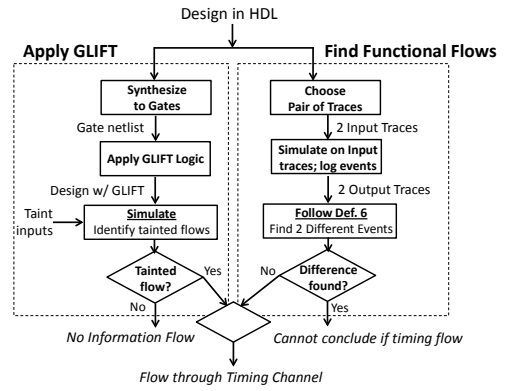 Design in HDL
Apply GLIFT
Find Functional Flows
Synthesize
to Gates
Gate netlist
Apply GLIFT Logic
Design w/ GLIFT
Taint
inputs
Simulate
Identify tainted flows
Tainted
flow?
Yes
No
No Information Flow
Choose
Pair of Traces
2 Input Traces
Simulate on Input
traces; log events
2 Output Traces
Follow Def. 6
Find 2 Different Events
No
Difference
found?
Yes
Cannot conclude if timing flow
Flow through Timing Channel